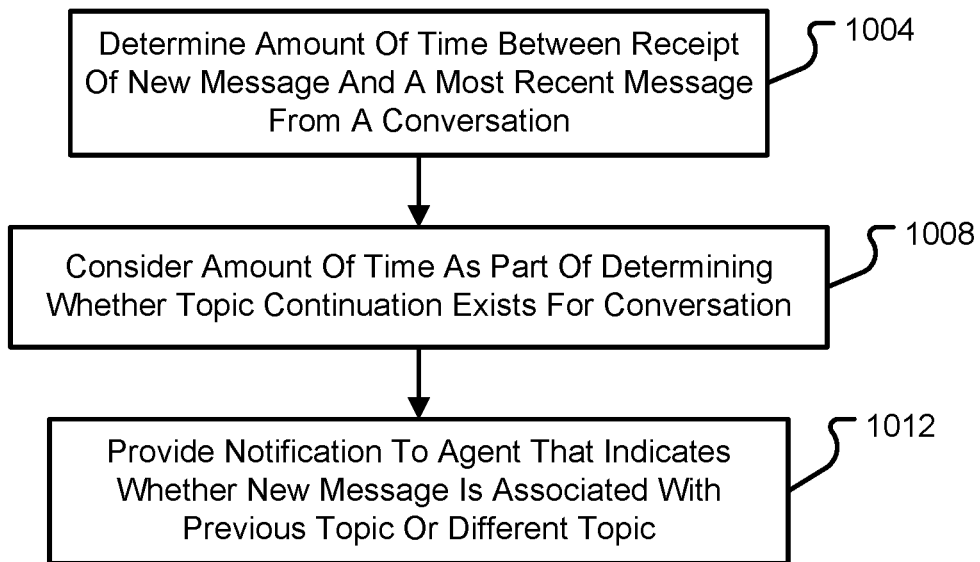 Determine Amount Of Time Between Receipt
Of New Message And A Most Recent Message
From A Conversation
1004
Consider Amount Of Time As Part Of Determining
Whether Topic Continuation Exists For Conversation
1008
Provide Notification To Agent That Indicates
Whether New Message Is Associated With
Previous Topic Or Different Topic
1012